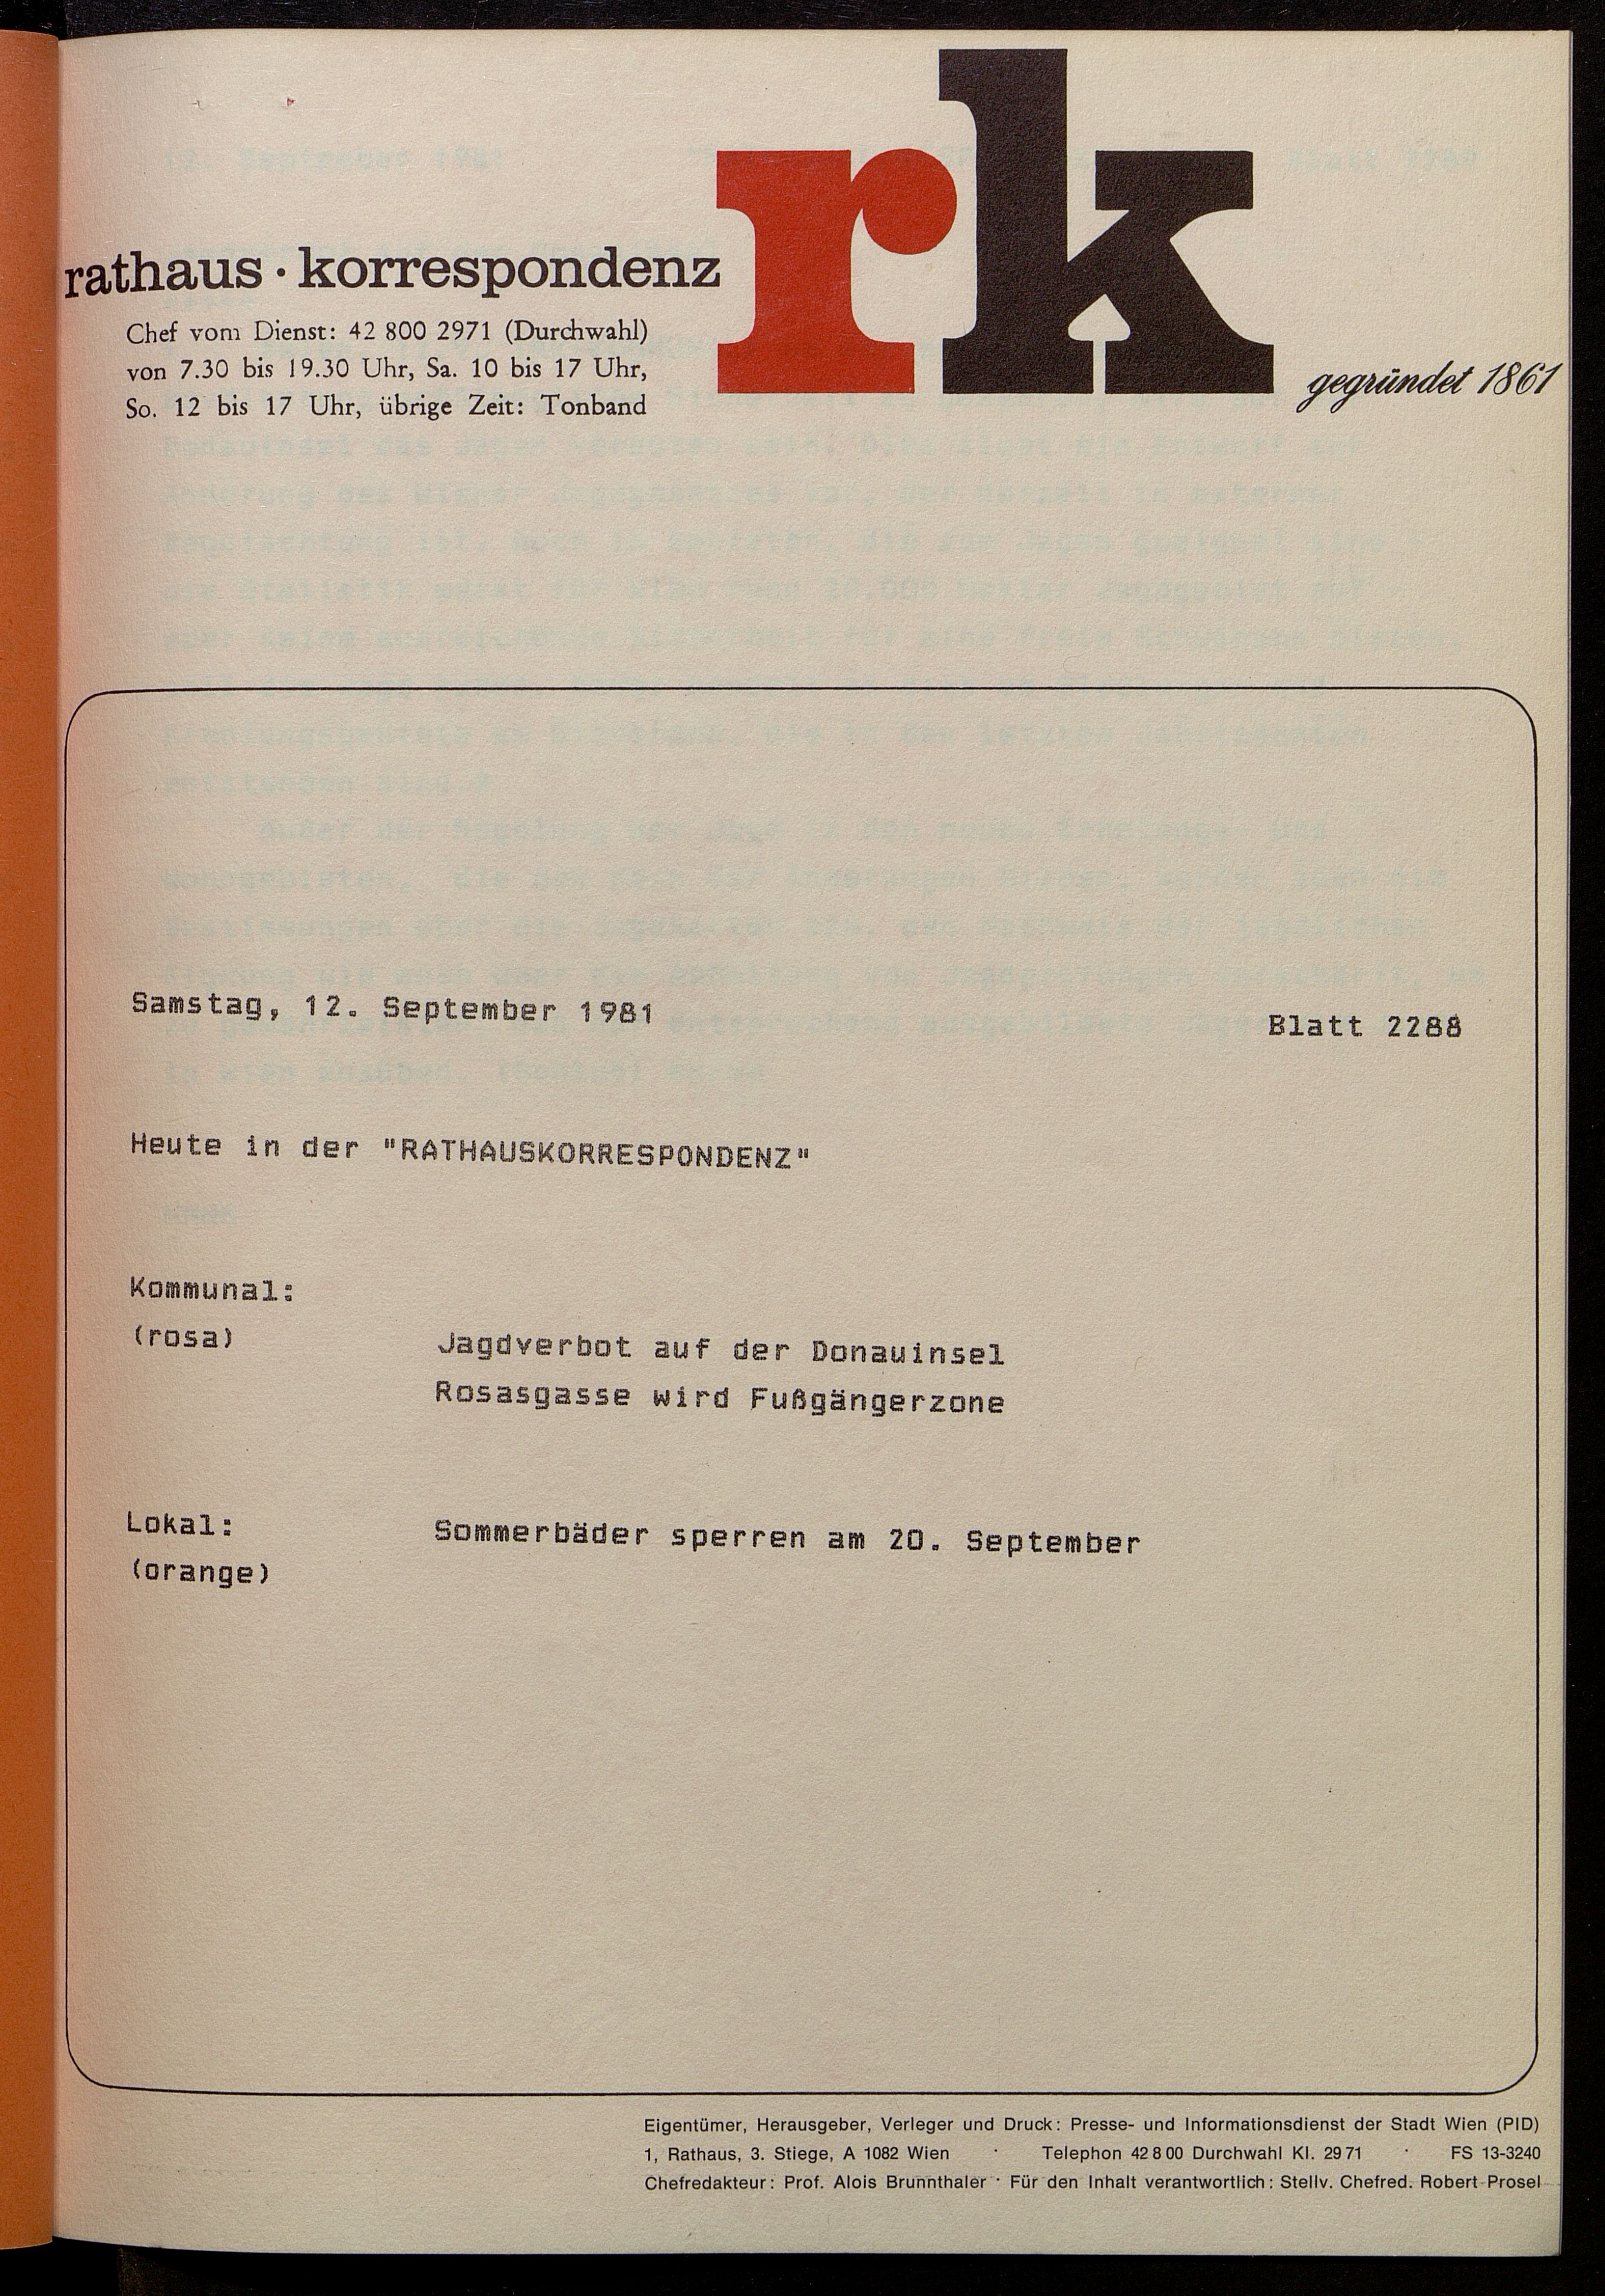 rk
rathaus · korrespondenz
Chef vom Dienst: 42 800 2971 (Durchwahl)
von 7.30 bis 19.30 Uhr, Sa. 10 bis 17 Uhr,
So. 12 bis 17 Uhr, übrige Zeit: Tonband
gegründet 1861
Samstag, 12. September 1981
Blatt 2288
Heute in der "RATHAUSKORRESPONDENZ"
Kommunal:
(rosa)
Jagdverbot auf der Donauinsel
Rosasgasse wird Fußgängerzone
Lokal:
(orange)
Sommerbäder sperren am 20. September
Eigentümer, Herausgeber, Verleger und Druck: Presse- und Informationsdienst der Stadt Wien (PID)
1, Rathaus, 3. Stiege, A 1082 Wien · Telephon 42 8 00 Durchwahl Kl. 29 71 · FS 13-3240
Chefredakteur: Prof. Alois Brunnthaler · Für den Inhalt verantwortlich: Stellv. Chefred. Robert Prosel